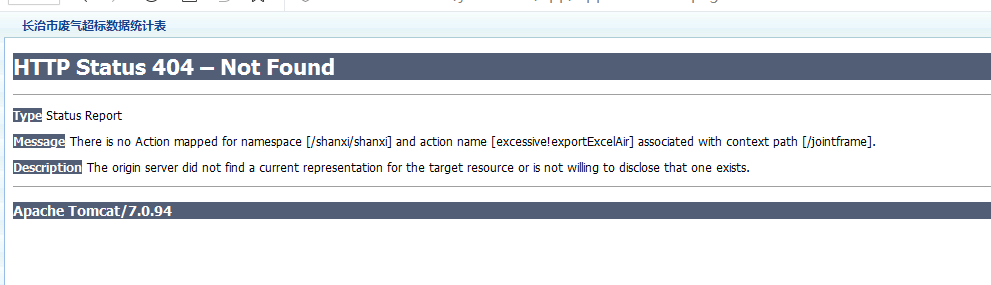 长治市废气超标数据统计表
HTTP Status 404 – Not Found
Type Status Report
Message There is no Action mapped for namespace [/shanxi/shanxi] and action name [excessive!exportExcelAir] associated with context path [/jointframe].
Description The origin server did not find a current representation for the target resource or is not willing to disclose that one exists.
Apache Tomcat/7.0.94